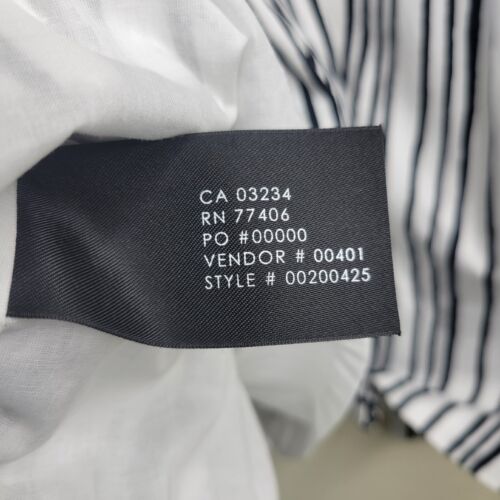 CA 03234
RN 77406
PO #00000
VENDOR # 00401
STYLE # 00200425